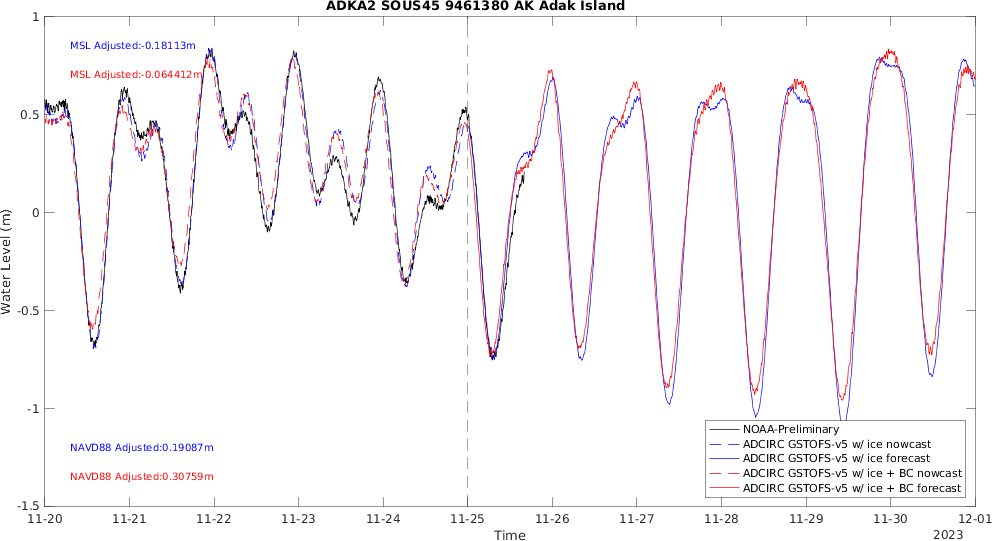 ADKA2 SOUS45 9461380 AK Adak Island
1
0.5
0
-0.5
-1
-1.5
Water Level (m)
MSL Adjusted:-0.18113m
MSL Adjusted:-0.064412m
NAVD88 Adjusted:0.19087m
NAVD88 Adjusted:0.30759m
NOAA-Preliminary
ADCIRC GSTOFS-v5 w/ ice nowcast
ADCIRC GSTOFS-v5 w/ ice forecast
ADCIRC GSTOFS-v5 w/ ice + BC nowcast
ADCIRC GSTOFS-v5 w/ ice + BC forecast
11-20 11-21 11-22 11-23 11-24 11-25 11-26 11-27 11-28 11-29 11-30 12-01
Time
2023